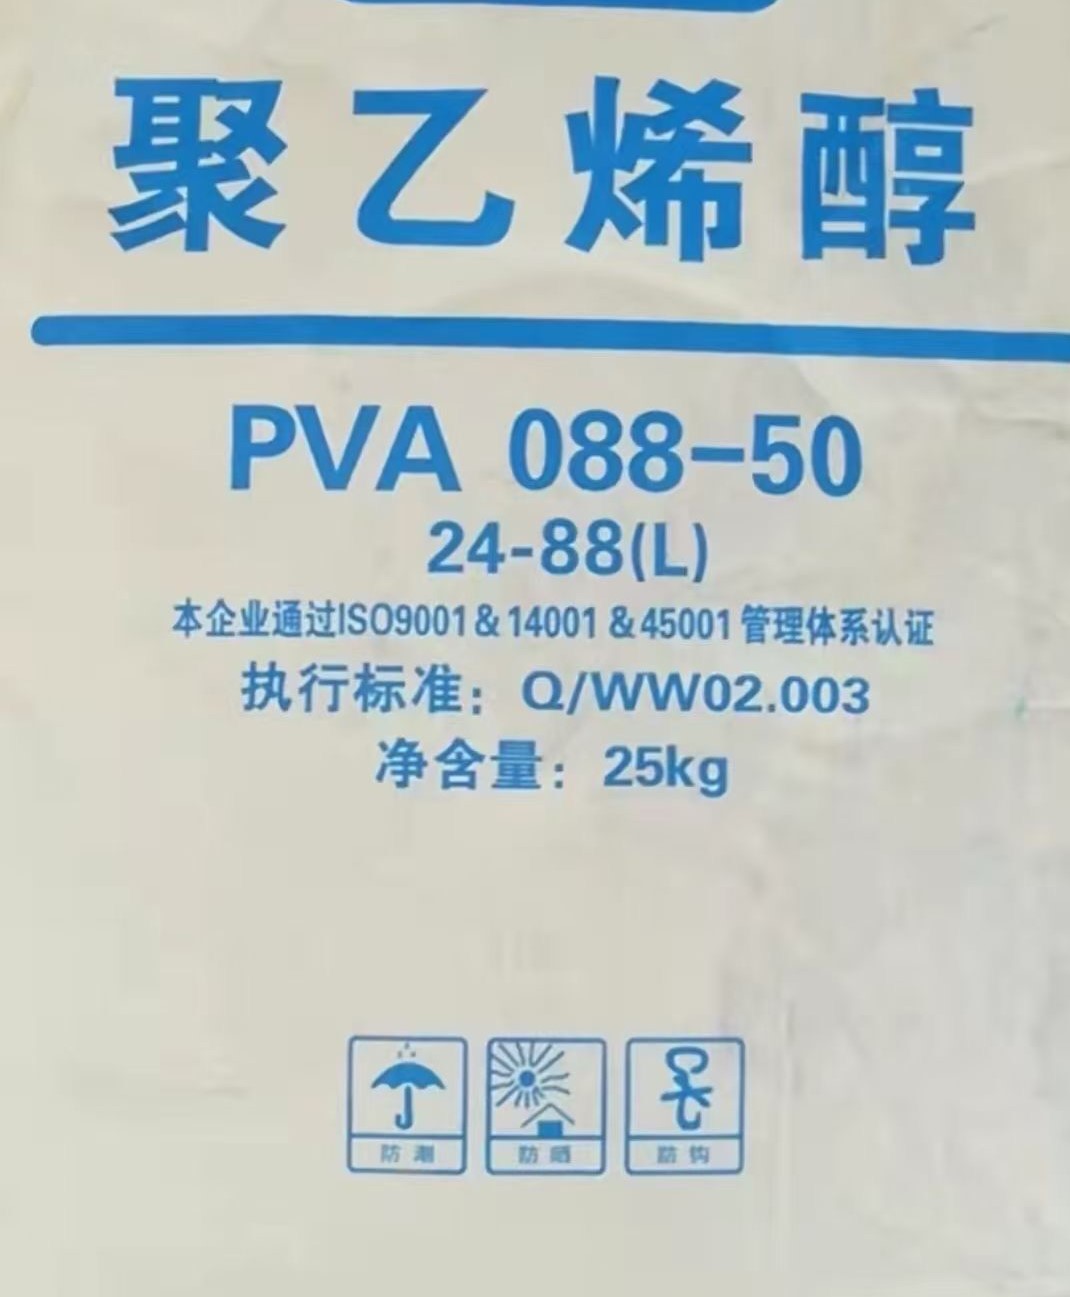 聚乙烯醇
PVA 088-50
24-88(L)
本企业通过ISO9001&14001&45001管理体系认证
执行标准：Q/WW02.003
净含量：25kg
防潮 防晒 防钩